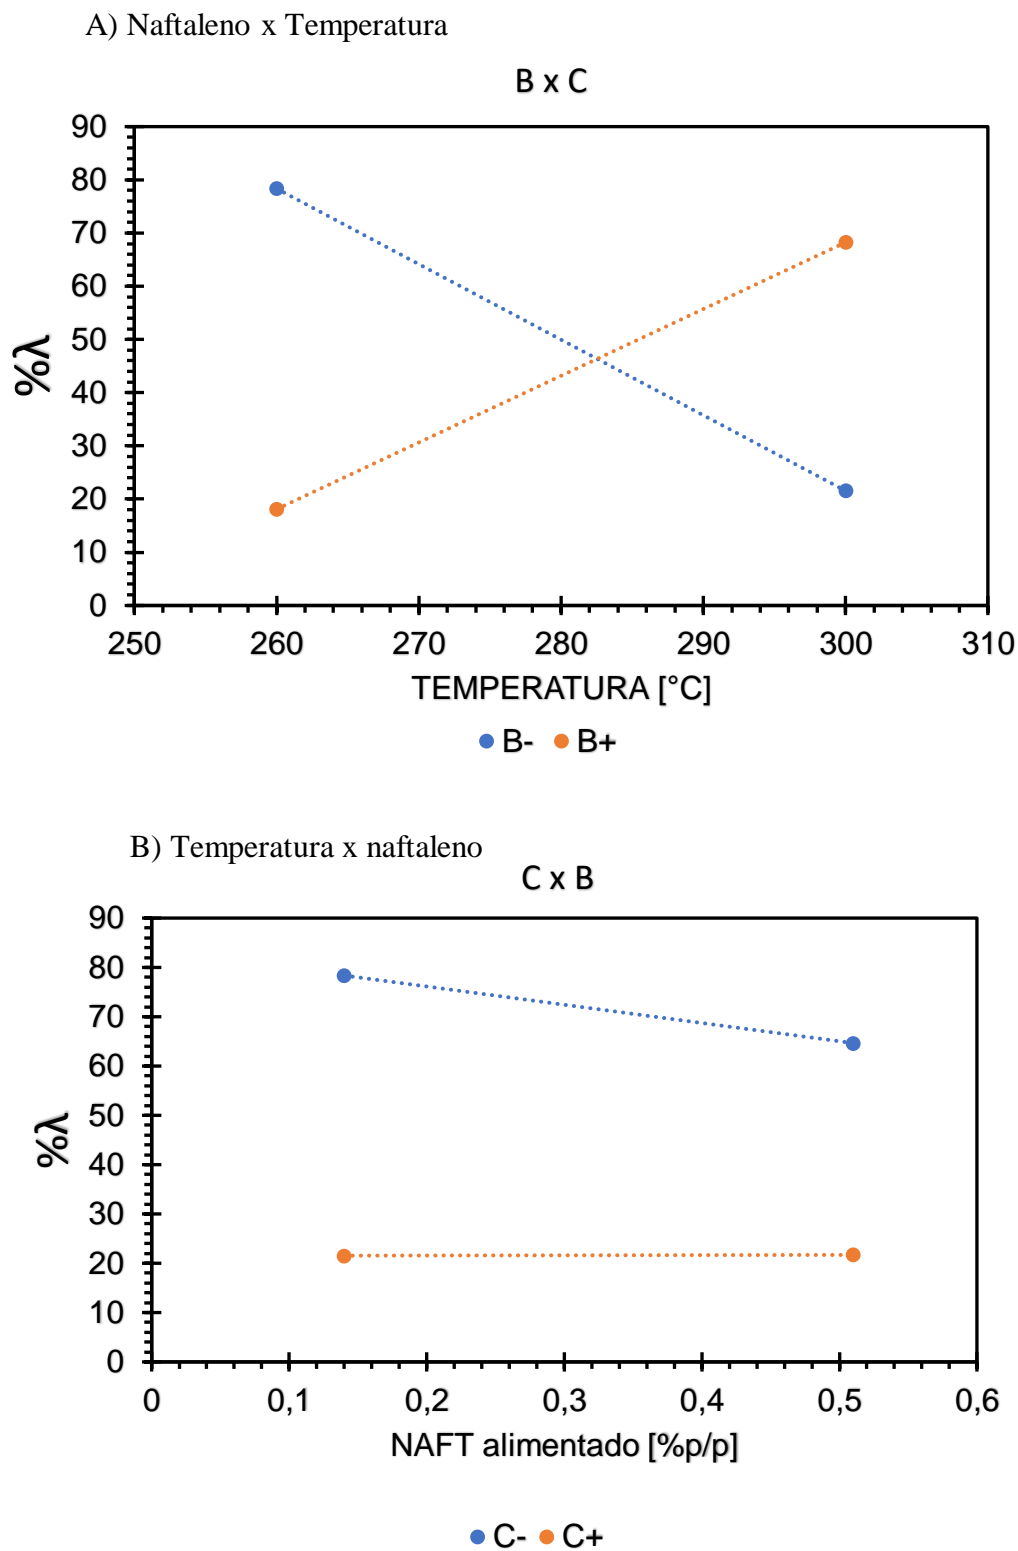 A) Naftaleno x Temperatura
B x C
90
80
70
60
50
40
30
20
10
0
%λ
250 260 270 280 290 300 310
TEMPERATURA [°C]
B- B+
B) Temperatura x naftaleno
C x B
90
80
70
60
50
40
30
20
10
0
%λ
0 0,1 0,2 0,3 0,4 0,5 0,6
NAFT alimentado [%p/p]
C- C+